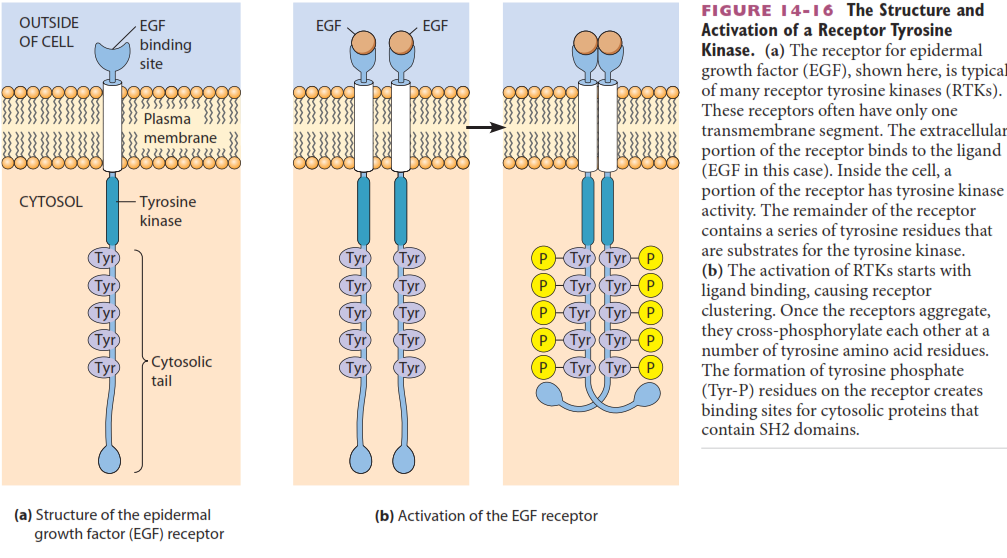 OUTSIDE
OF CELL
EGF
binding
site
Plasma
membrane
CYTOSOL
Tyrosine
kinase
Tyr
Tyr
Tyr
Tyr
Tyr
Cytosolic
tail
(a) Structure of the epidermal
growth factor (EGF) receptor
EGF
EGF
Tyr Tyr
Tyr Tyr
Tyr Tyr
Tyr Tyr
Tyr Tyr
P Tyr Tyr P
P Tyr Tyr P
P Tyr Tyr P
P Tyr Tyr P
P Tyr Tyr P
(b) Activation of the EGF receptor
FIGURE 14-16 The Structure and
Activation of a Receptor Tyrosine
Kinase. (a) The receptor for epidermal
growth factor (EGF), shown here, is typical
of many receptor tyrosine kinases (RTKs).
These receptors often have only one
transmembrane segment. The extracellular
portion of the receptor binds to the ligand
(EGF in this case). Inside the cell, a
portion of the receptor has tyrosine kinase
activity. The remainder of the receptor
contains a series of tyrosine residues that
are substrates for the tyrosine kinase.
(b) The activation of RTKs starts with
ligand binding, causing receptor
clustering. Once the receptors aggregate,
they cross-phosphorylate each other at a
number of tyrosine amino acid residues.
The formation of tyrosine phosphate
(Tyr-P) residues on the receptor creates
binding sites for cytosolic proteins that
contain SH2 domains.